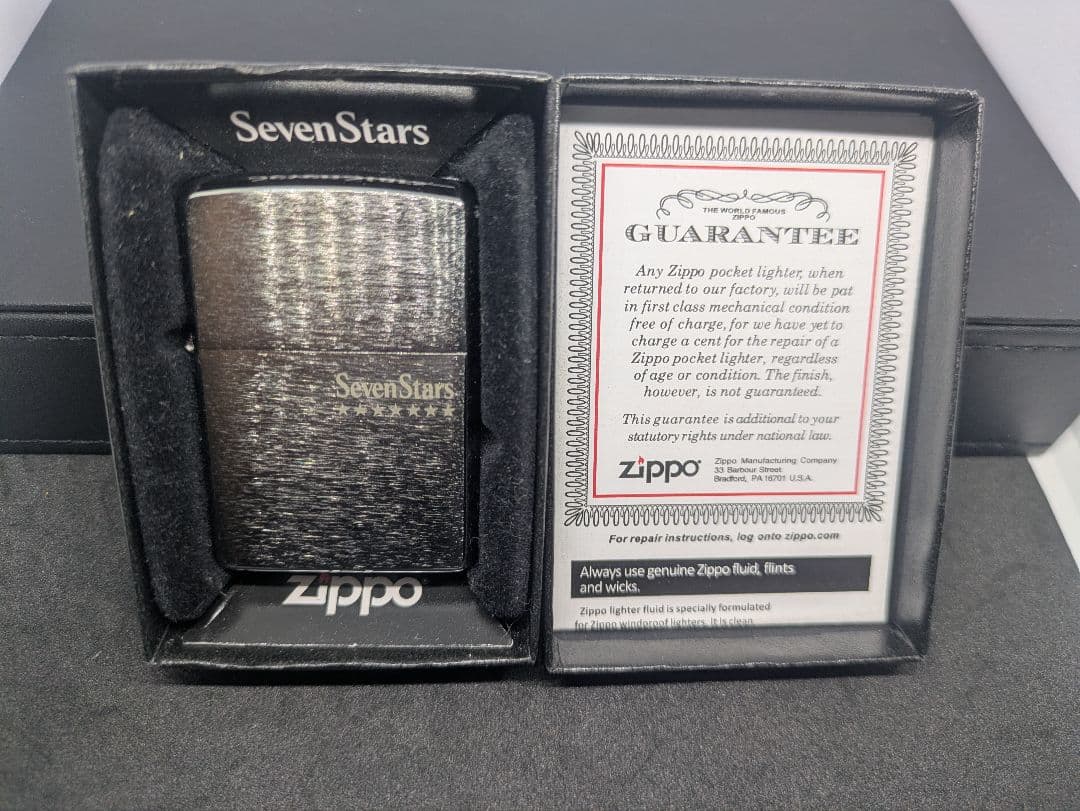 SevenStars
SevenStars
★★★★★★★
zippo
THE WORLD FAMOUS
ZIPPO
GUARANTEE
Any Zippo pocket lighter, when
returned to our factory, will be pat
in first class mechanical condition
free of charge, for we have yet to
charge a cent for the repair of a
Zippo pocket lighter, regardless
of age or condition. The finish,
however, is not guaranteed.
This guarantee is additional to your
statutory rights under national law.
zippo
Zippo Manufacturing Company
33 Barbour Street
Bradford, PA 16701 U.S.A.
For repair instructions, log onto zippo.com
Always use genuine Zippo fluid, flints
and wicks.
Zippo lighter fluid is specially formulated
for Zippo windproof lighters. It is clean